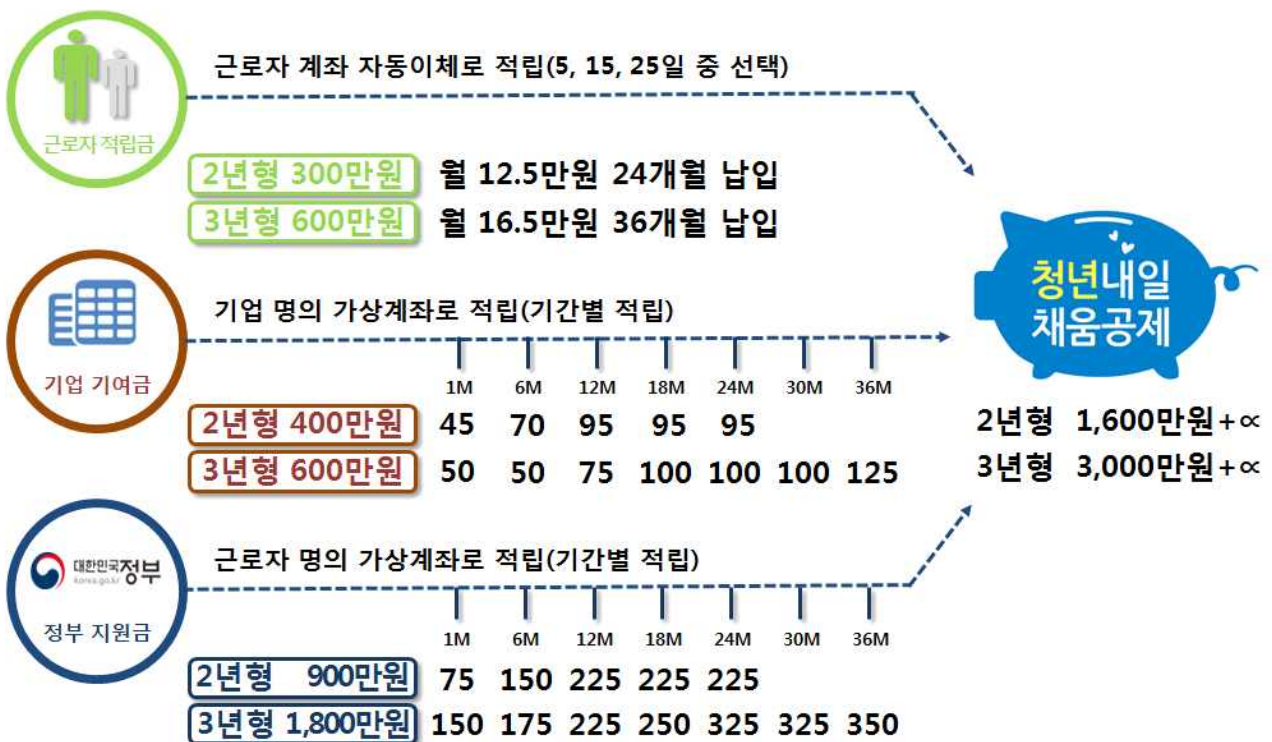 근로자 계좌 자동이체로 적립(5, 15, 25일 중 선택)
근로자 적립금
2년형 300만원 월 12.5만원 24개월 납입
3년형 600만원 월 16.5만원 36개월 납입
청년내일
채움공제
기업 명의 가상계좌로 적립(기간별 적립)
기업 기여금
1M 6M 12M 18M 24M 30M 36M
2년형 400만원 45 70 95 95 95
3년형 600만원 50 50 75 100 100 100 125
2년형 1,600만원+∝
3년형 3,000만원+∝
근로자 명의 가상계좌로 적립(기간별 적립)
대한민국정부
korea.go.kr
정부 지원금
1M 6M 12M 18M 24M 30M 36M
2년형 900만원 75 150 225 225 225
3년형 1,800만원 150 175 225 250 325 325 350